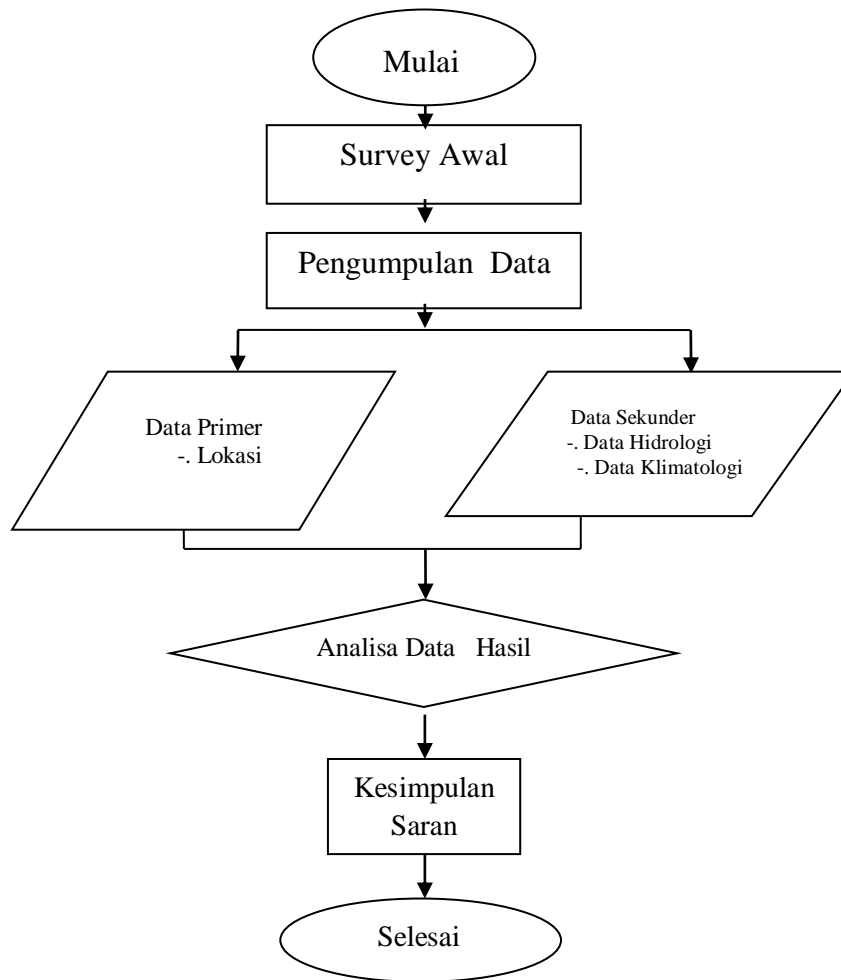 Mulai
Survey Awal
Pengumpulan Data
Data Primer
-. Lokasi
Data Sekunder
-. Data Hidrologi
-. Data Klimatologi
Analisa Data Hasil
Kesimpulan
Saran
Selesai